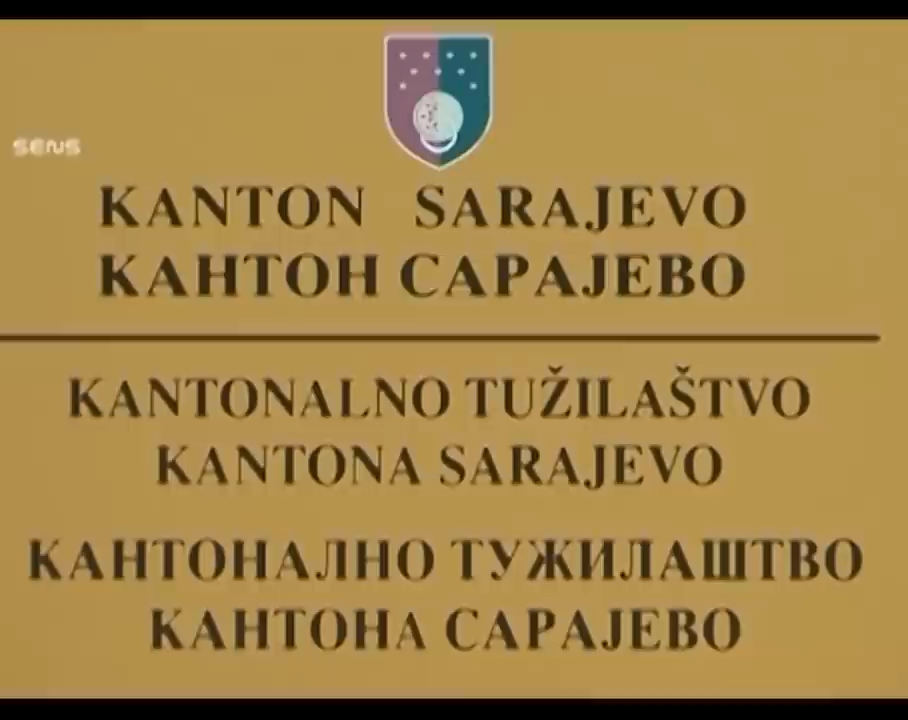 SENS
KANTON SARAJEVO
КАНТОН САРАЈЕВО
KANTONALNO TUŽILAŠTVO
KANTONA SARAJEVO
КАНТОНАЛНО ТУЖИЛАШТВО
КАНТОНА САРАЈЕВО